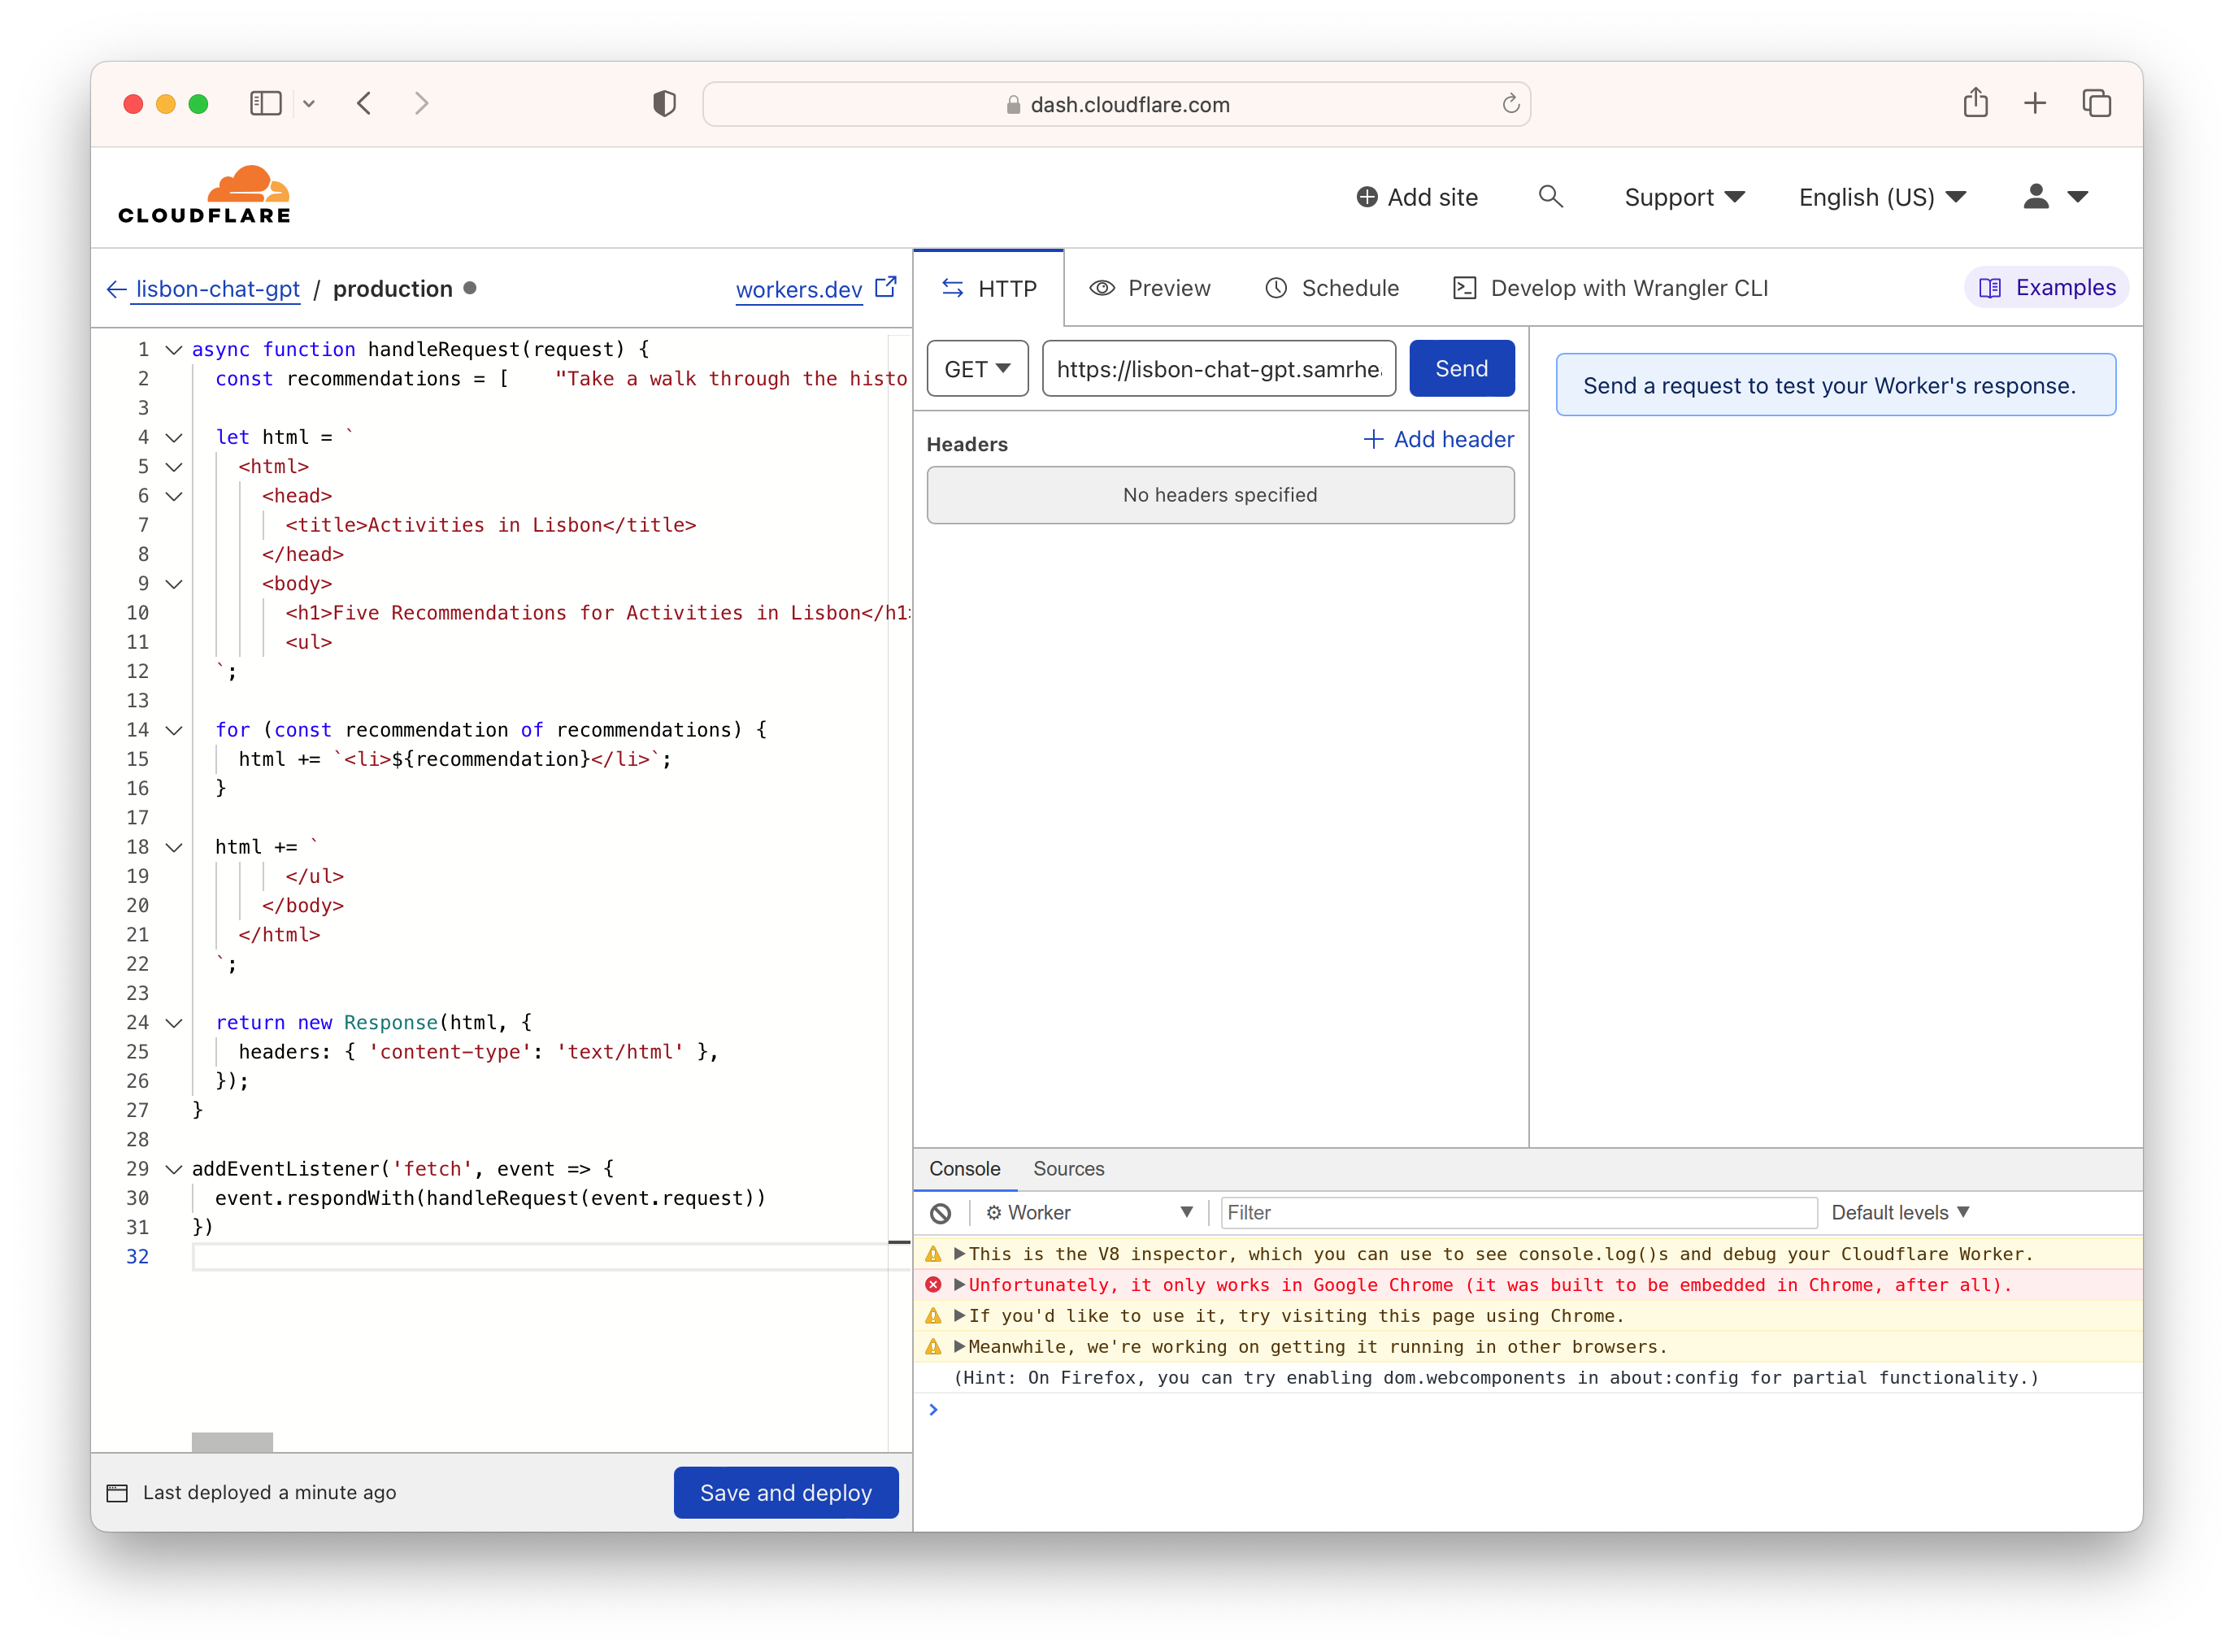 dash.cloudflare.com
CLOUDFLARE
Add site
Support
English (US)
lisbon-chat-gpt / production
workers.dev
HTTP
Preview
Schedule
Develop with Wrangler CLI
Examples
1 async function handleRequest(request) {
2 const recommendations = [    "Take a walk through the histo
3
4 let html = `
5 <html>
6 <head>
7 <title>Activities in Lisbon</title>
8 </head>
9 <body>
10 <h1>Five Recommendations for Activities in Lisbon</h1>
11 <ul>
12 `;
13
14 for (const recommendation of recommendations) {
15 html += `<li>${recommendation}</li>`;
16 }
17
18 html += `
19 </ul>
20 </body>
21 </html>
22 `;
23
24 return new Response(html, {
25 headers: { 'content-type': 'text/html' },
26 });
27 }
28
29 addEventListener('fetch', event => {
30 event.respondWith(handleRequest(event.request))
31 })
32
Last deployed a minute ago
Save and deploy
GET
https://lisbon-chat-gpt.samrhea
Send
Headers
Add header
No headers specified
Send a request to test your Worker's response.
Console
Sources
Worker
Filter
Default levels
This is the V8 inspector, which you can use to see console.log()s and debug your Cloudflare Worker.
Unfortunately, it only works in Google Chrome (it was built to be embedded in Chrome, after all).
If you'd like to use it, try visiting this page using Chrome.
Meanwhile, we're working on getting it running in other browsers.
(Hint: On Firefox, you can try enabling dom.webcomponents in about:config for partial functionality.)